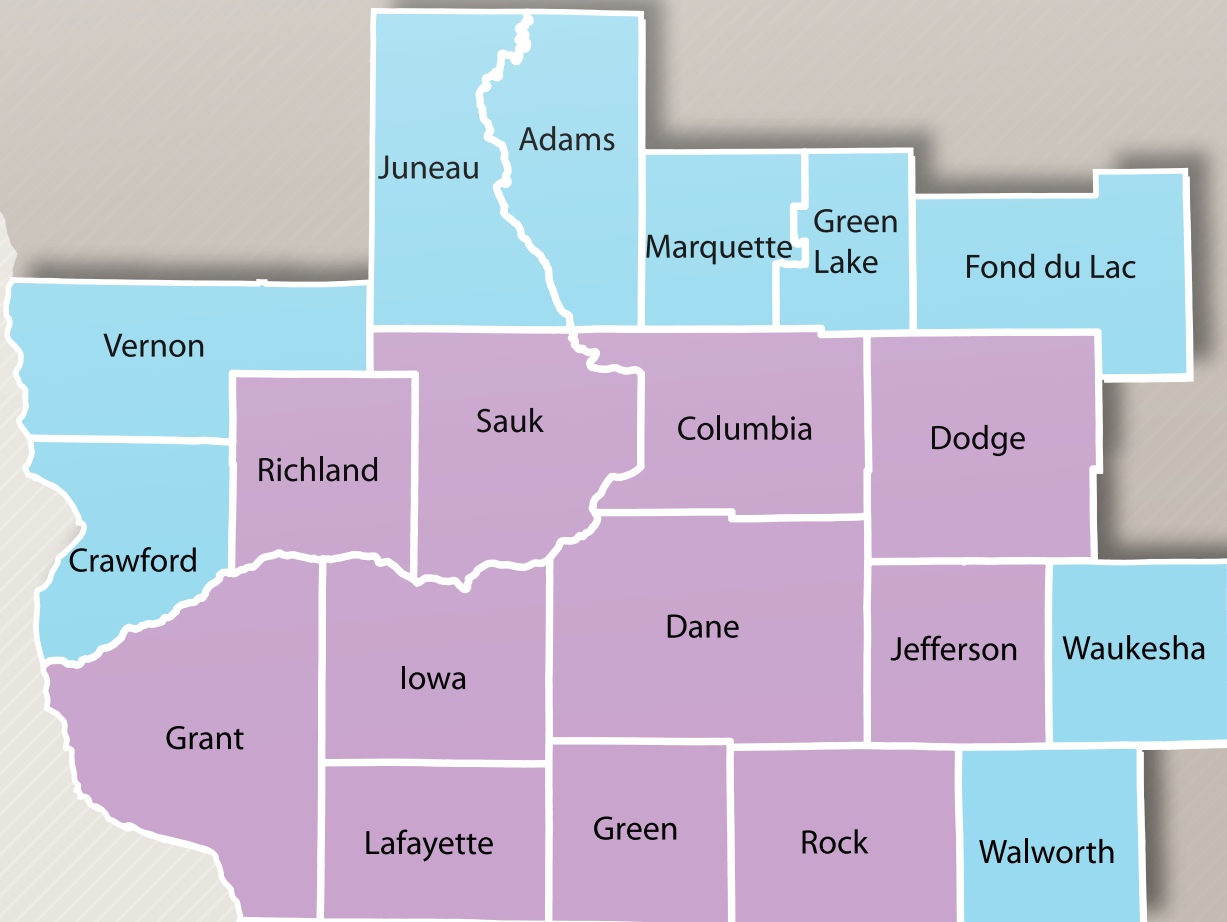 Adams
Juneau
Green
Lake
Marquette
Fond du Lac
Vernon
Sauk
Columbia
Dodge
Richland
Crawford
Dane
Jefferson
Waukesha
Iowa
Grant
Lafayette
Green
Rock
Walworth